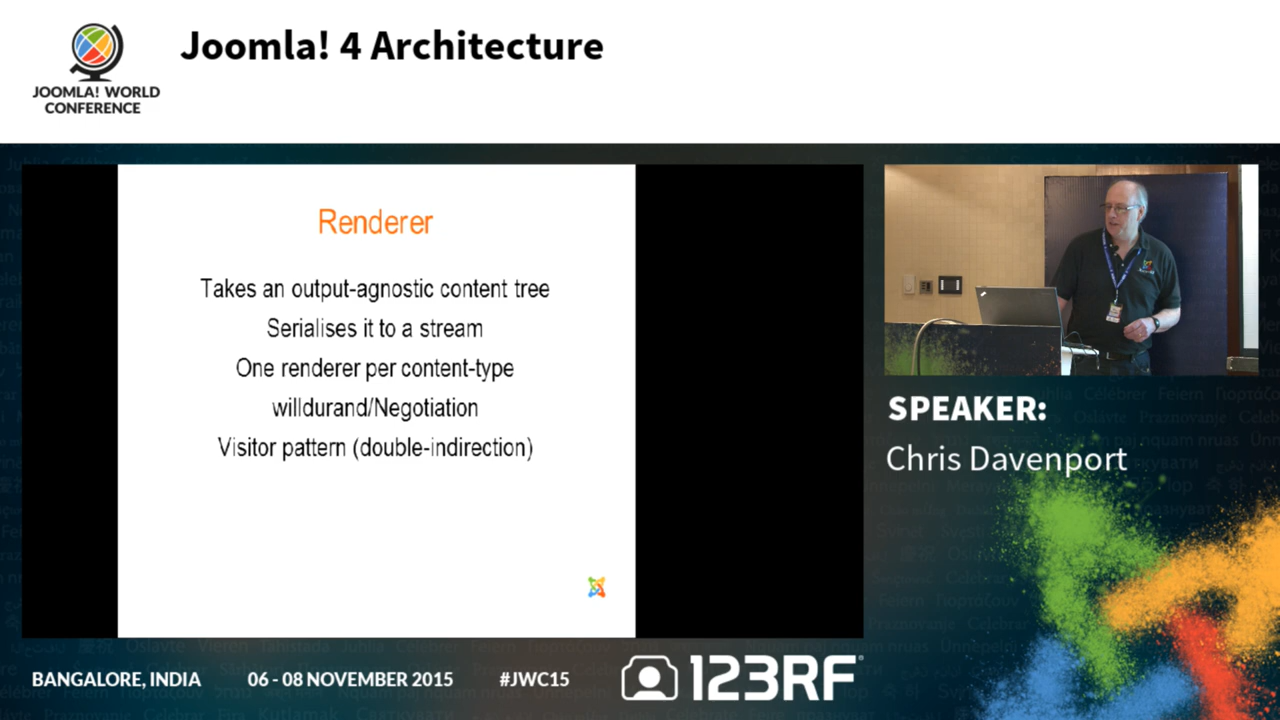 Joomla! 4 Architecture
JOOMLA! WORLD
CONFERENCE
Renderer
Takes an output-agnostic content tree
Serialises it to a stream
One renderer per content-type
willdurand/Negotiation
Visitor pattern (double-indirection)
SPEAKER:
Chris Davenport
BANGALORE, INDIA
06 - 08 NOVEMBER 2015
#JWC15
123RF®